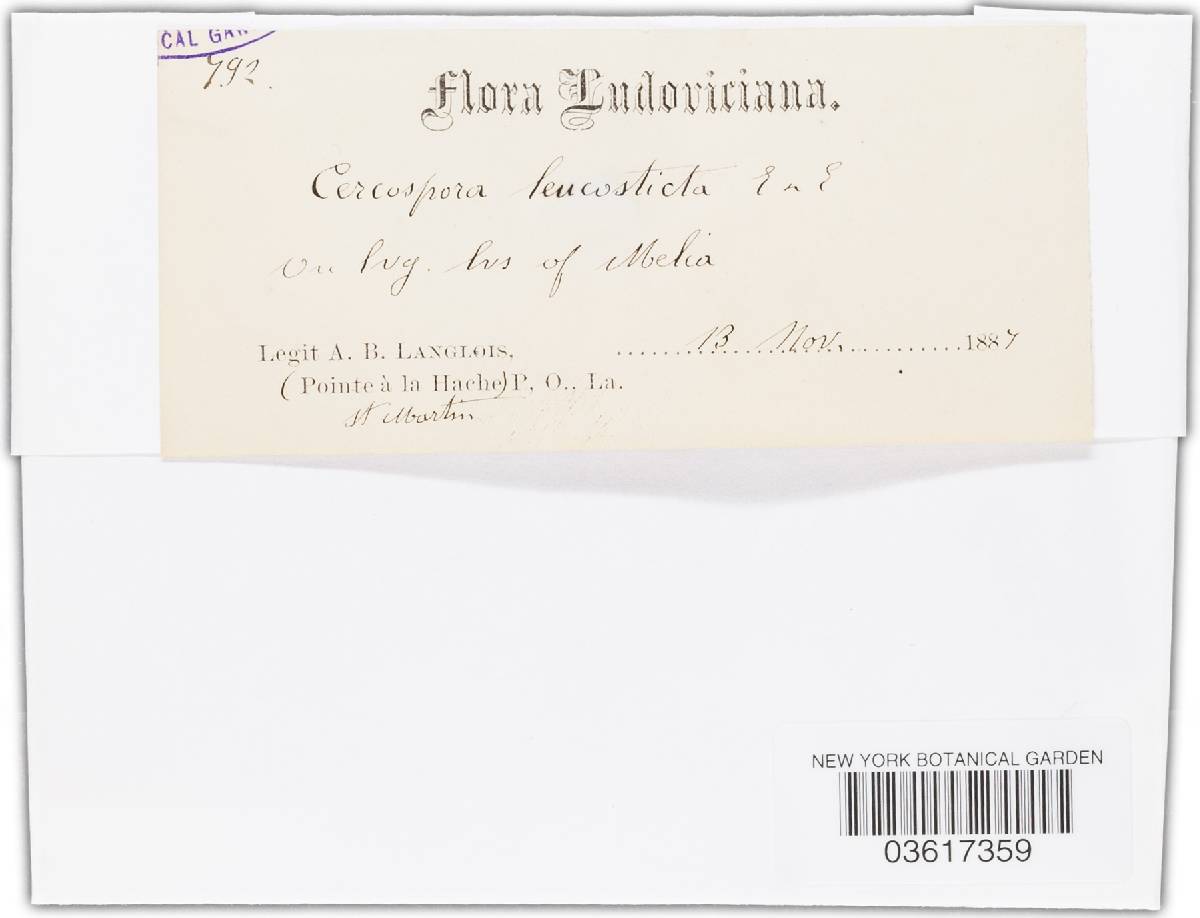 CAL GAR
792.
Flora Ludoviciana.
Cercospora leucosticta E & E
on lvg. lvs of Melia
Legit A. B. LANGLOIS, ........13 Nov.............1887
(Pointe à la Hache) P, O., La.
St Martin
NEW YORK BOTANICAL GARDEN
03617359